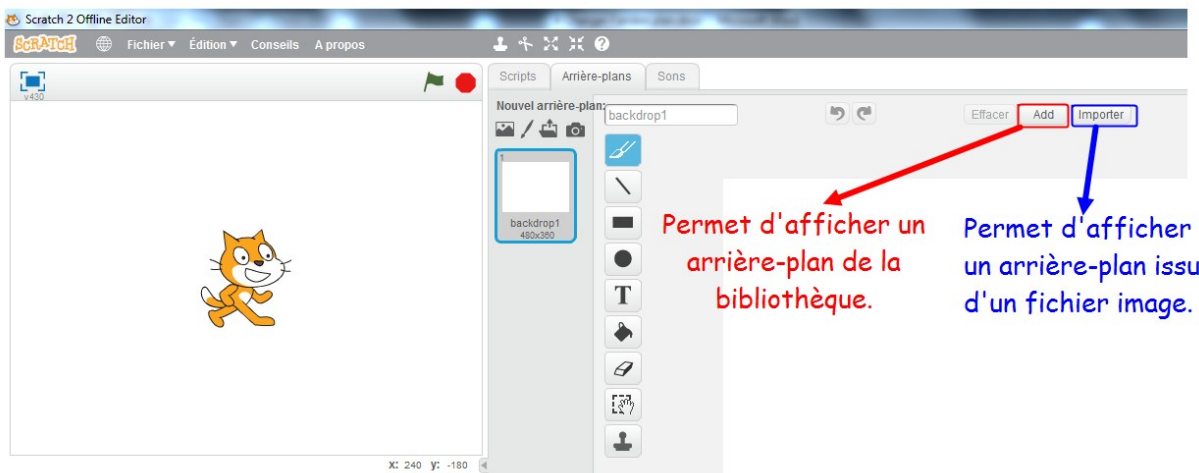 Scratch 2 Offline Editor
SCRATCH Fichier Édition Conseils A propos
v430
Scripts Arrière-plans Sons
Nouvel arrière-plan:
backdrop1
Effacer Add Importer
1
backdrop1
480x360
T
Permet d'afficher un
arrière-plan de la
bibliothèque.
Permet d'afficher
un arrière-plan issu
d'un fichier image.
X: 240 y: -180